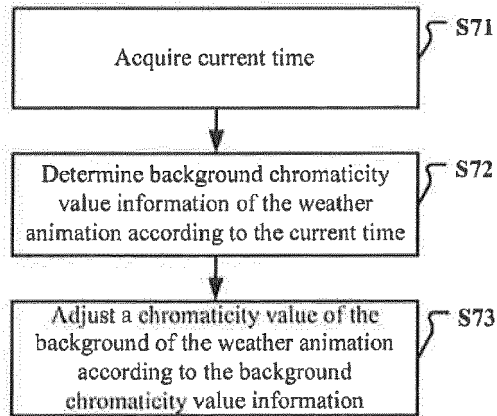 S71
Acquire current time
S72
Determine background chromaticity
value information of the weather
animation according to the current time
S73
Adjust a chromaticity value of the
background of the weather animation
according to the background
chromaticity value information